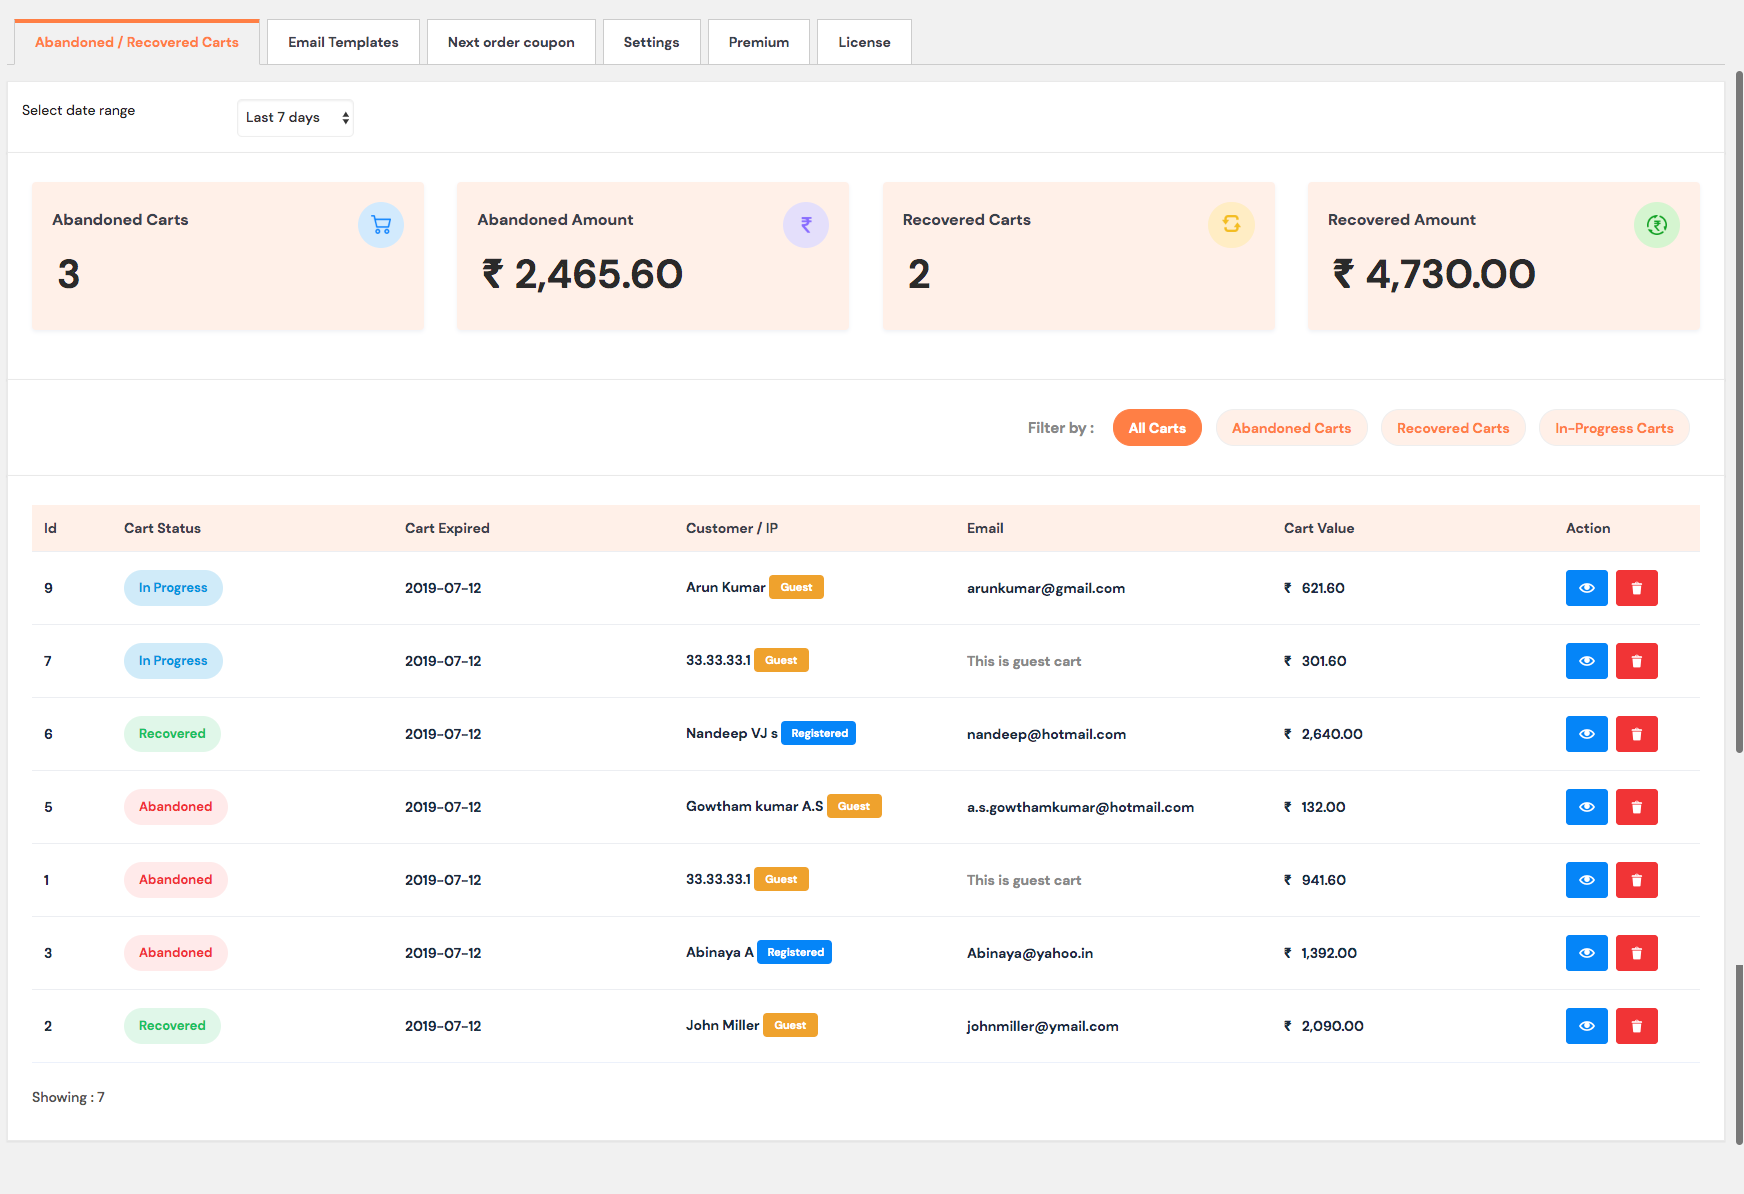 Abandoned / Recovered Carts Email Templates Next order coupon Settings Premium License
Select date range Last 7 days
Abandoned Carts Abandoned Amount Recovered Carts Recovered Amount
3 ₹ 2,465.60 2 ₹ 4,730.00
Filter by : All Carts Abandoned Carts Recovered Carts In-Progress Carts
Id Cart Status Cart Expired Customer / IP Email Cart Value Action
9 In Progress 2019-07-12 Arun Kumar Guest arunkumar@gmail.com ₹ 621.60
7 In Progress 2019-07-12 33.33.33.1 Guest This is guest cart ₹ 301.60
6 Recovered 2019-07-12 Nandeep VJ s Registered nandeep@hotmail.com ₹ 2,640.00
5 Abandoned 2019-07-12 Gowtham kumar A.S Guest a.s.gowthamkumar@hotmail.com ₹ 132.00
1 Abandoned 2019-07-12 33.33.33.1 Guest This is guest cart ₹ 941.60
3 Abandoned 2019-07-12 Abinaya A Registered Abinaya@yahoo.in ₹ 1,392.00
2 Recovered 2019-07-12 John Miller Guest johnmiller@ymail.com ₹ 2,090.00
Showing : 7